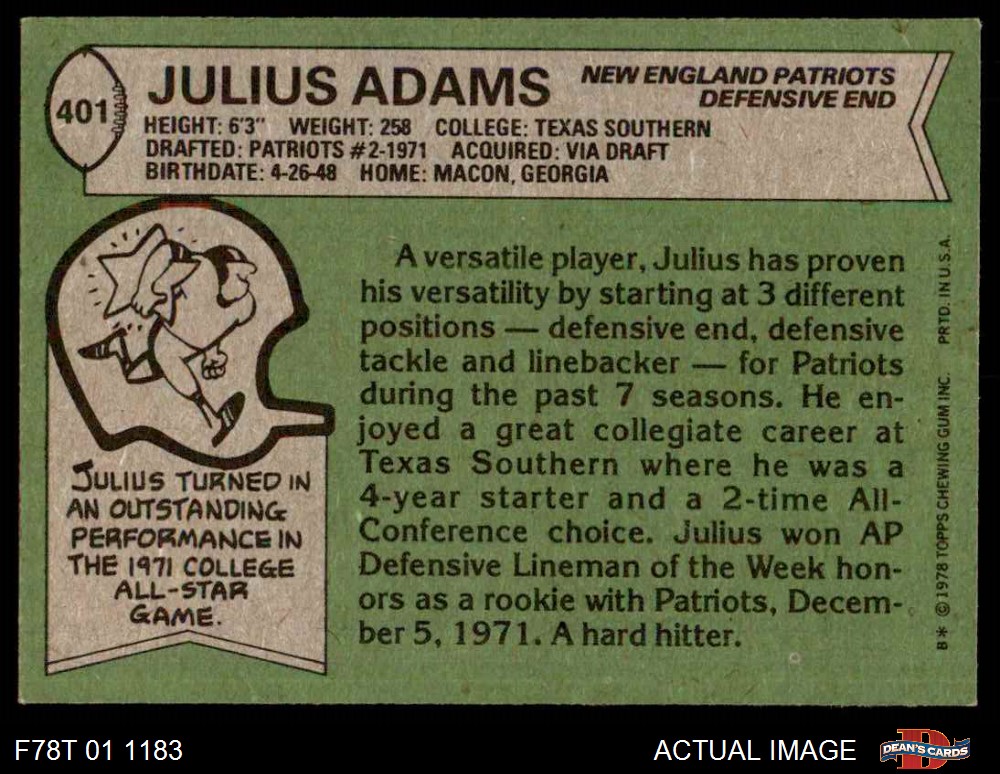 401
JULIUS ADAMS
NEW ENGLAND PATRIOTS
DEFENSIVE END
HEIGHT: 6'3" WEIGHT: 258 COLLEGE: TEXAS SOUTHERN
DRAFTED: PATRIOTS #2-1971 ACQUIRED: VIA DRAFT
BIRTHDATE: 4-26-48 HOME: MACON, GEORGIA
JULIUS TURNED IN
AN OUTSTANDING
PERFORMANCE IN
THE 1971 COLLEGE
ALL-STAR
GAME.
A versatile player, Julius has proven
his versatility by starting at 3 different
positions — defensive end, defensive
tackle and linebacker — for Patriots
during the past 7 seasons. He en-
joyed a great collegiate career at
Texas Southern where he was a
4-year starter and a 2-time All-
Conference choice. Julius won AP
Defensive Lineman of the Week hon-
ors as a rookie with Patriots, Decem-
ber 5, 1971. A hard hitter.
B* © 1978 TOPPS CHEWING GUM INC. PRTD. IN U.S.A.
F78T 01 1183
ACTUAL IMAGE
DEAN'S CARDS